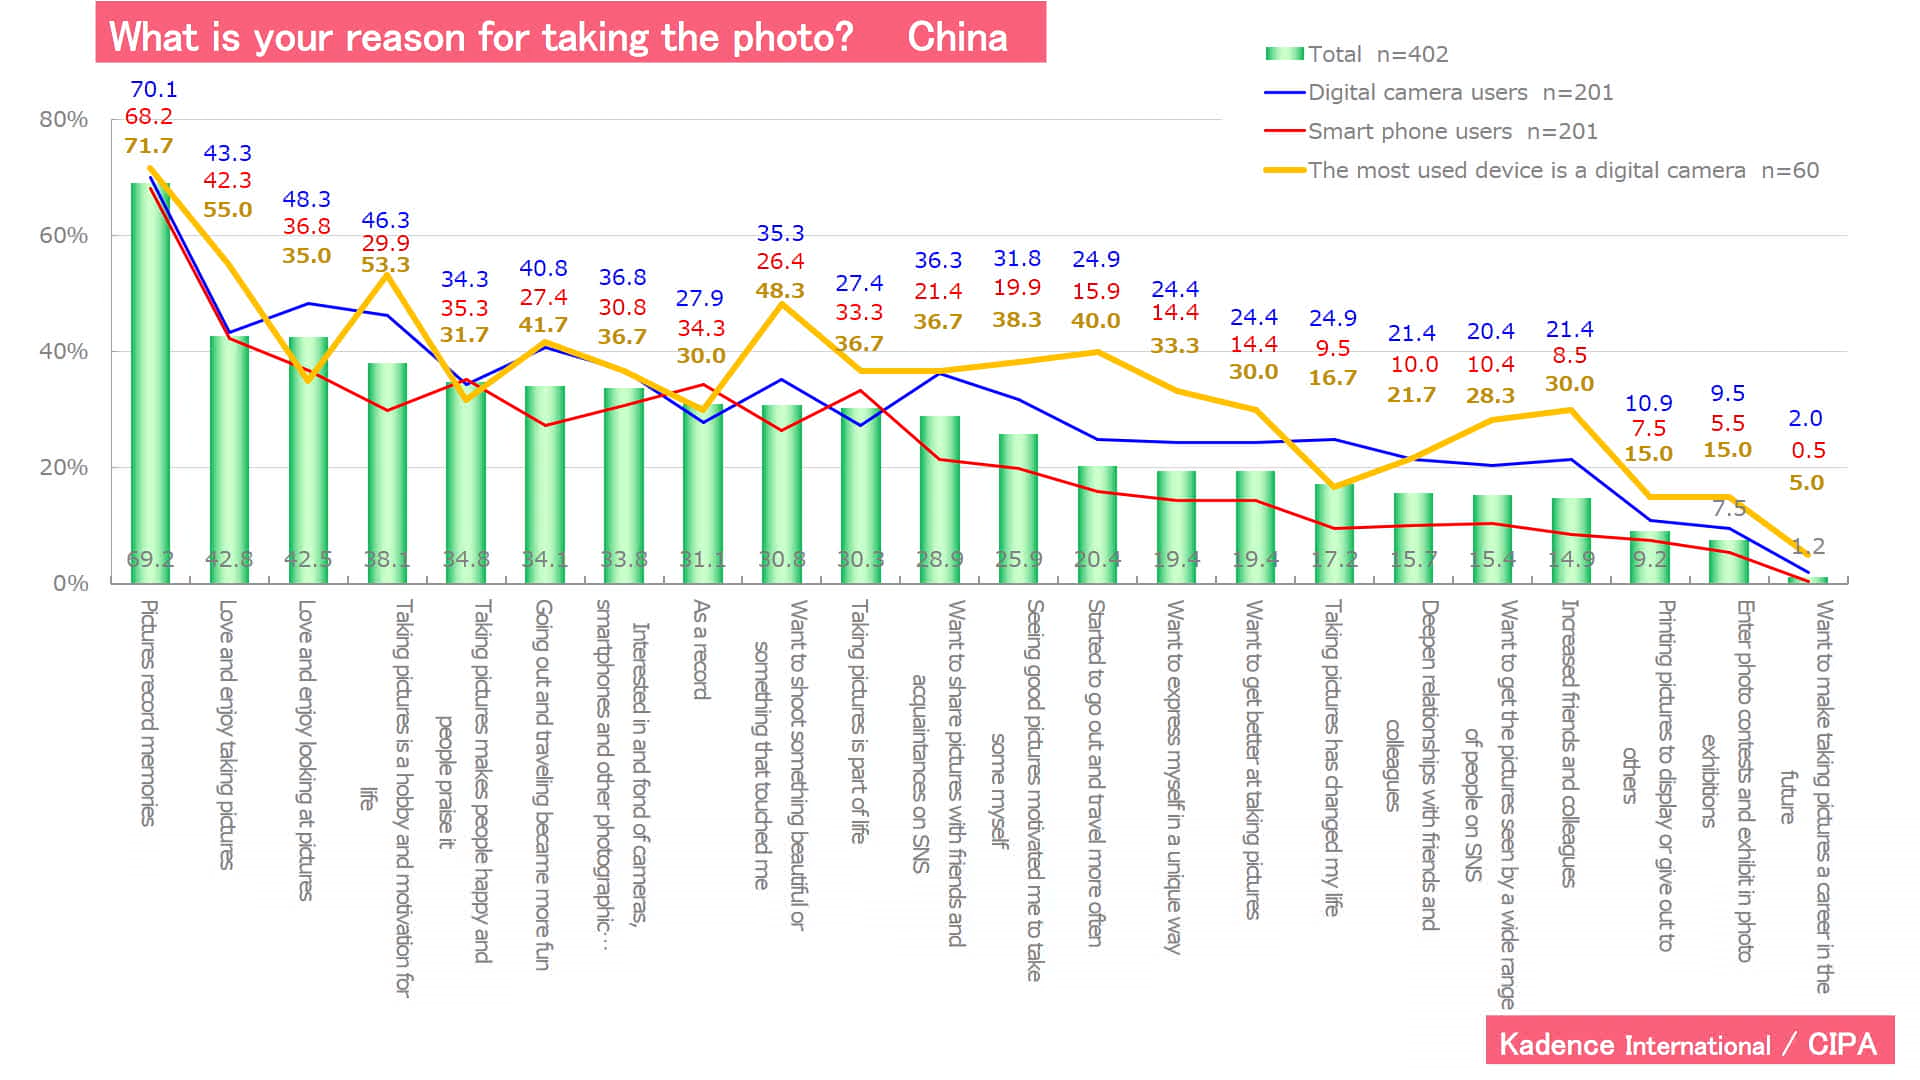 What is your reason for taking the photo? China
Total n=402
Digital camera users n=201
Smart phone users n=201
The most used device is a digital camera n=60
80%
60%
40%
20%
0%
70.1
68.2
71.7
43.3
42.3
55.0
48.3
36.8
35.0
46.3
29.9
53.3
34.3
35.3
31.7
40.8
27.4
41.7
36.8
30.8
36.7
27.9
34.3
30.0
35.3
26.4
48.3
27.4
33.3
36.7
36.3
21.4
36.7
31.8
19.9
38.3
24.9
15.9
40.0
24.4
14.4
33.3
24.4
14.4
30.0
24.9
9.5
16.7
21.4
10.0
21.7
20.4
10.4
28.3
21.4
8.5
30.0
10.9
7.5
15.0
9.5
5.5
15.0
2.0
0.5
5.0
69.2
42.8
42.5
38.1
34.8
34.1
33.8
31.1
30.8
30.3
28.9
25.9
20.4
19.4
19.4
17.2
15.7
15.4
14.9
9.2
7.5
1.2
Pictures record memories
Love and enjoy taking pictures
Love and enjoy looking at pictures
Taking pictures is a hobby and motivation for
life
Taking pictures makes people happy and
people praise it
Going out and traveling became more fun
Interested in and fond of cameras,
smartphones and other photographic…
As a record
Want to shoot something beautiful or
something that touched me
Taking pictures is part of life
Want to share pictures with friends and
acquaintances on SNS
Seeing good pictures motivated me to take
some myself
Started to go out and travel more often
Want to express myself in a unique way
Want to get better at taking pictures
Taking pictures has changed my life
Deepen relationships with friends and
colleagues
Want to get the pictures seen by a wide range
of people on SNS
Increased friends and colleagues
Printing pictures to display or give out to
others
Enter photo contests and exhibit in photo
exhibitions
Want to make taking pictures a career in the
future
Kadence International / CIPA